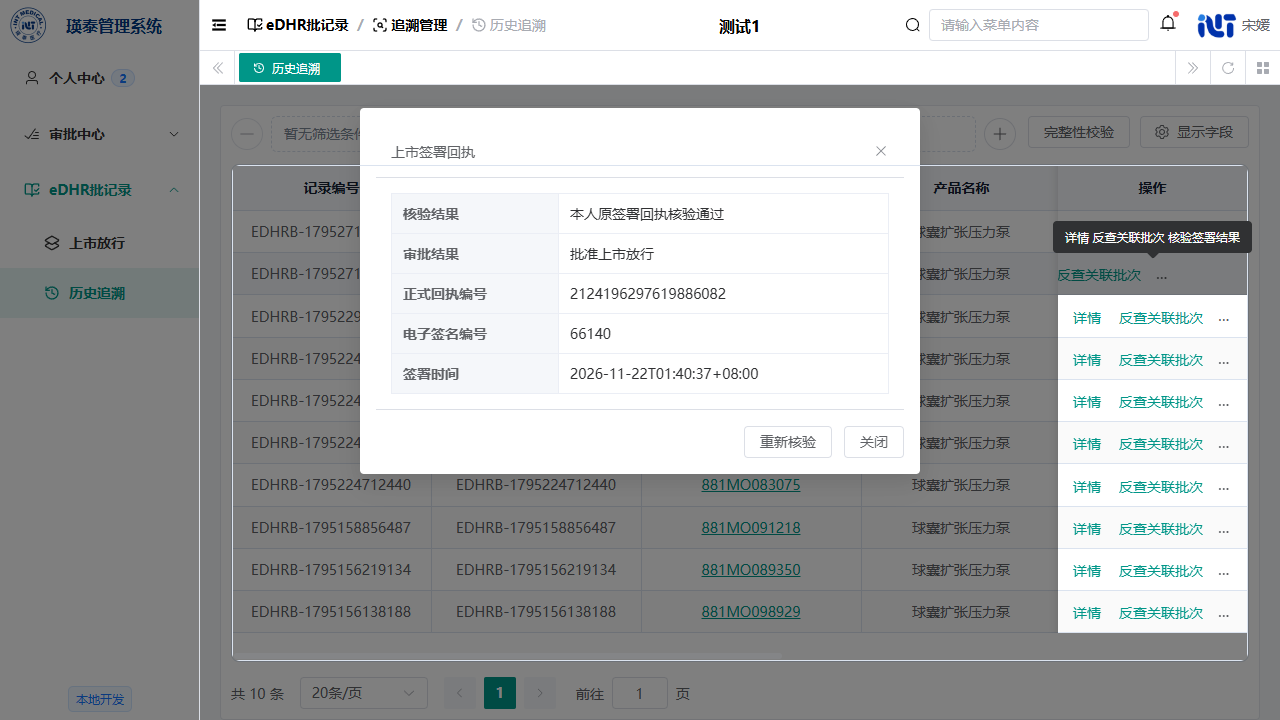 瑛泰管理系统
个人中心 2
审批中心
eDHR批记录
上市放行
历史追溯
本地开发
eDHR批记录 / 追溯管理 / 历史追溯
测试1
请输入菜单内容
宋媛
历史追溯
暂无筛选条件
完整性校验
显示字段
记录编号
产品名称
操作
EDHRB-179527
球囊扩张压力泵
详情 反查关联批次 核验签署结果
EDHRB-179527
球囊扩张压力泵
反查关联批次 ...
EDHRB-179522
球囊扩张压力泵
详情 反查关联批次 ...
EDHRB-179522
球囊扩张压力泵
详情 反查关联批次 ...
EDHRB-179522
球囊扩张压力泵
详情 反查关联批次 ...
EDHRB-179522
球囊扩张压力泵
详情 反查关联批次 ...
EDHRB-1795224712440 EDHRB-1795224712440 881MO083075 球囊扩张压力泵 详情 反查关联批次 ...
EDHRB-1795158856487 EDHRB-1795158856487 881MO091218 球囊扩张压力泵 详情 反查关联批次 ...
EDHRB-1795156219134 EDHRB-1795156219134 881MO089350 球囊扩张压力泵 详情 反查关联批次 ...
EDHRB-1795156138188 EDHRB-1795156138188 881MO098929 球囊扩张压力泵 详情 反查关联批次 ...
共 10 条 20条/页 1 前往 1 页
上市签署回执
核验结果 本人原签署回执核验通过
审批结果 批准上市放行
正式回执编号 2124196297619886082
电子签名编号 66140
签署时间 2026-11-22T01:40:37+08:00
重新核验 关闭